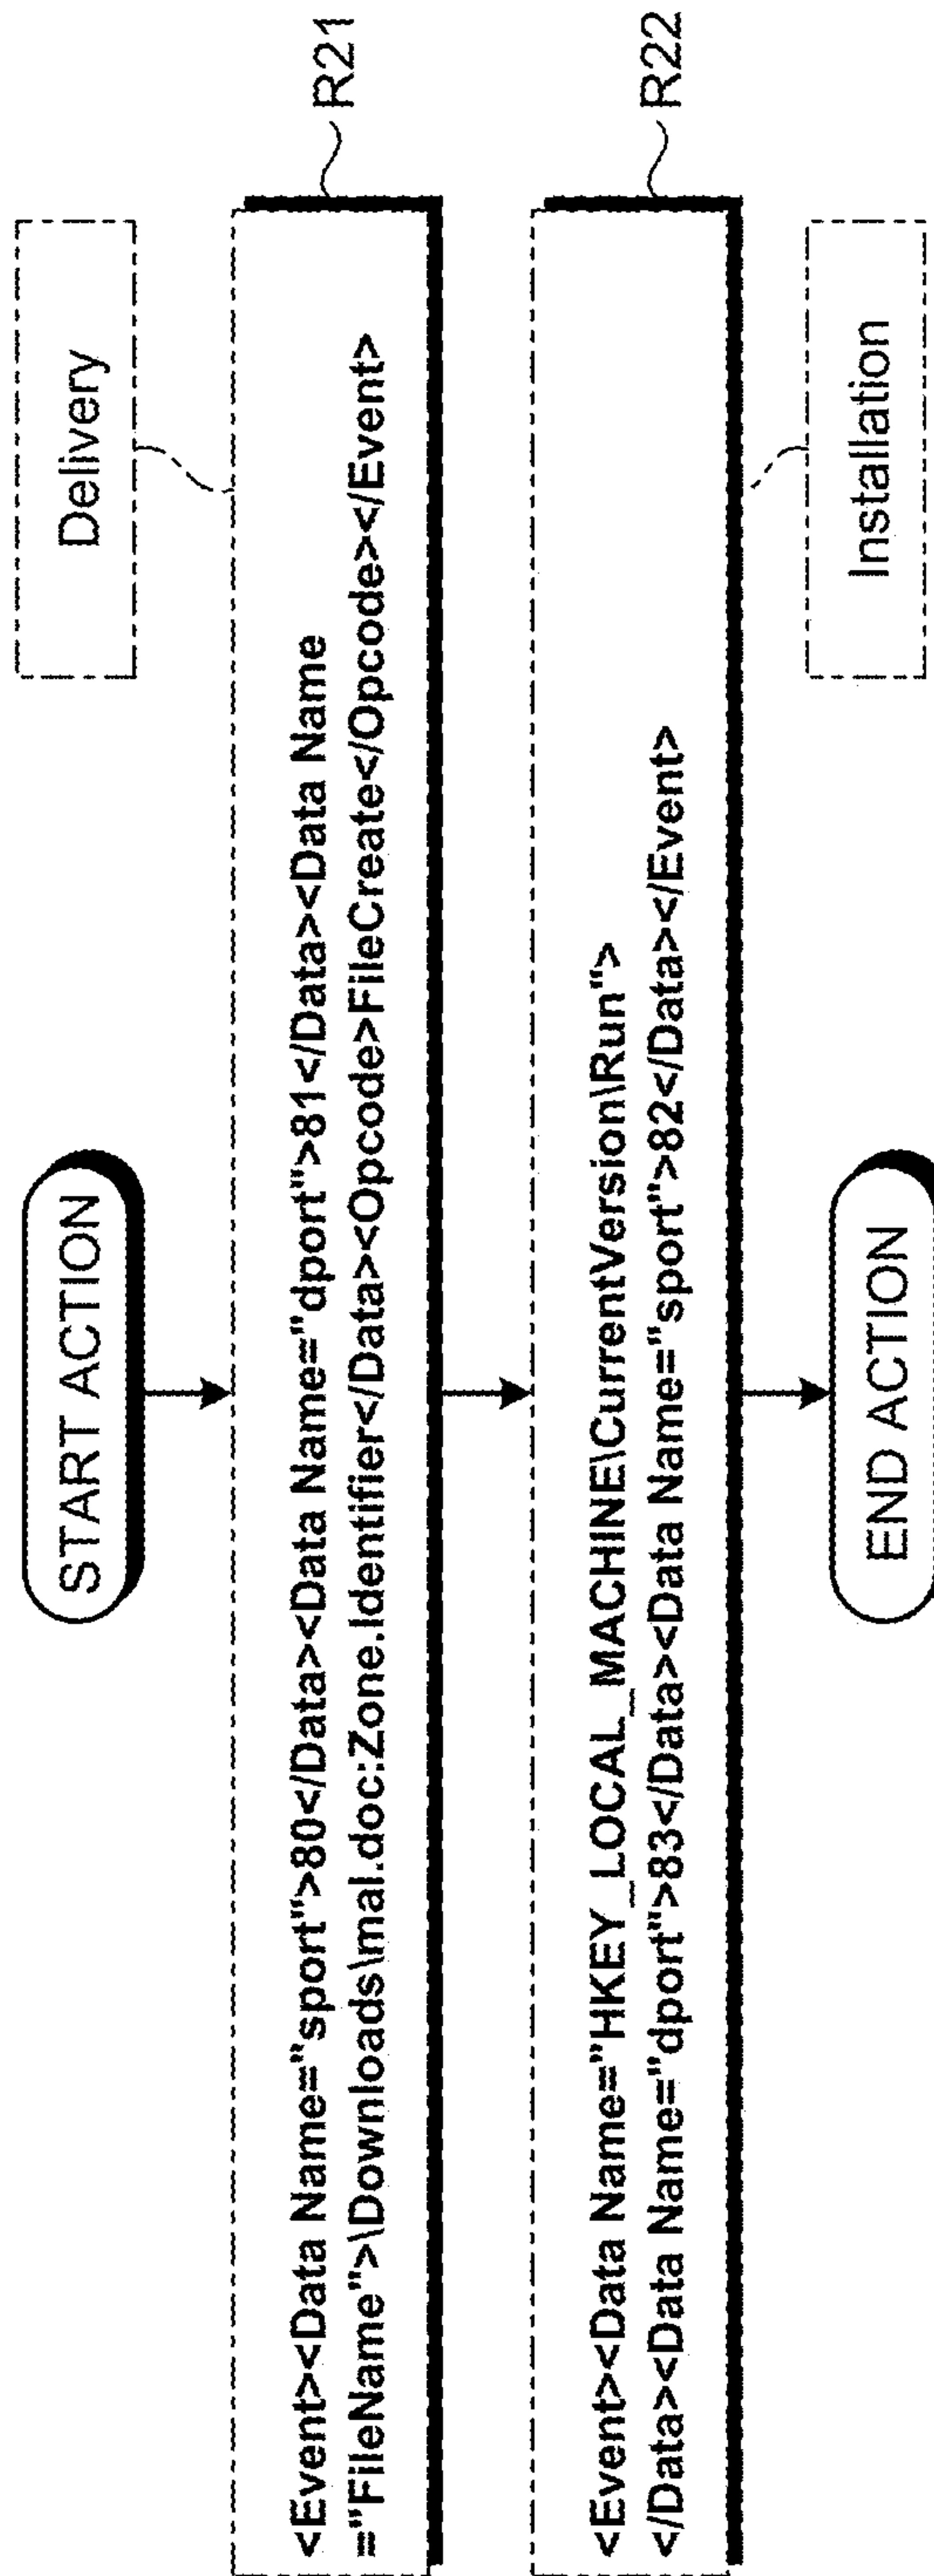 START ACTION
Delivery
<Event><Data Name="sport">80</Data><Data Name="dport">81</Data><Data Name
="FileName">\Downloads\mal.doc:Zone.Identifier</Data><Opcode>FileCreate</Opcode></Event>
R21
<Event><Data Name="HKEY_LOCAL_MACHINE\CurrentVersion\Run">
</Data><Data Name="dport">83</Data><Data Name="sport">82</Data></Event>
R22
END ACTION
Installation